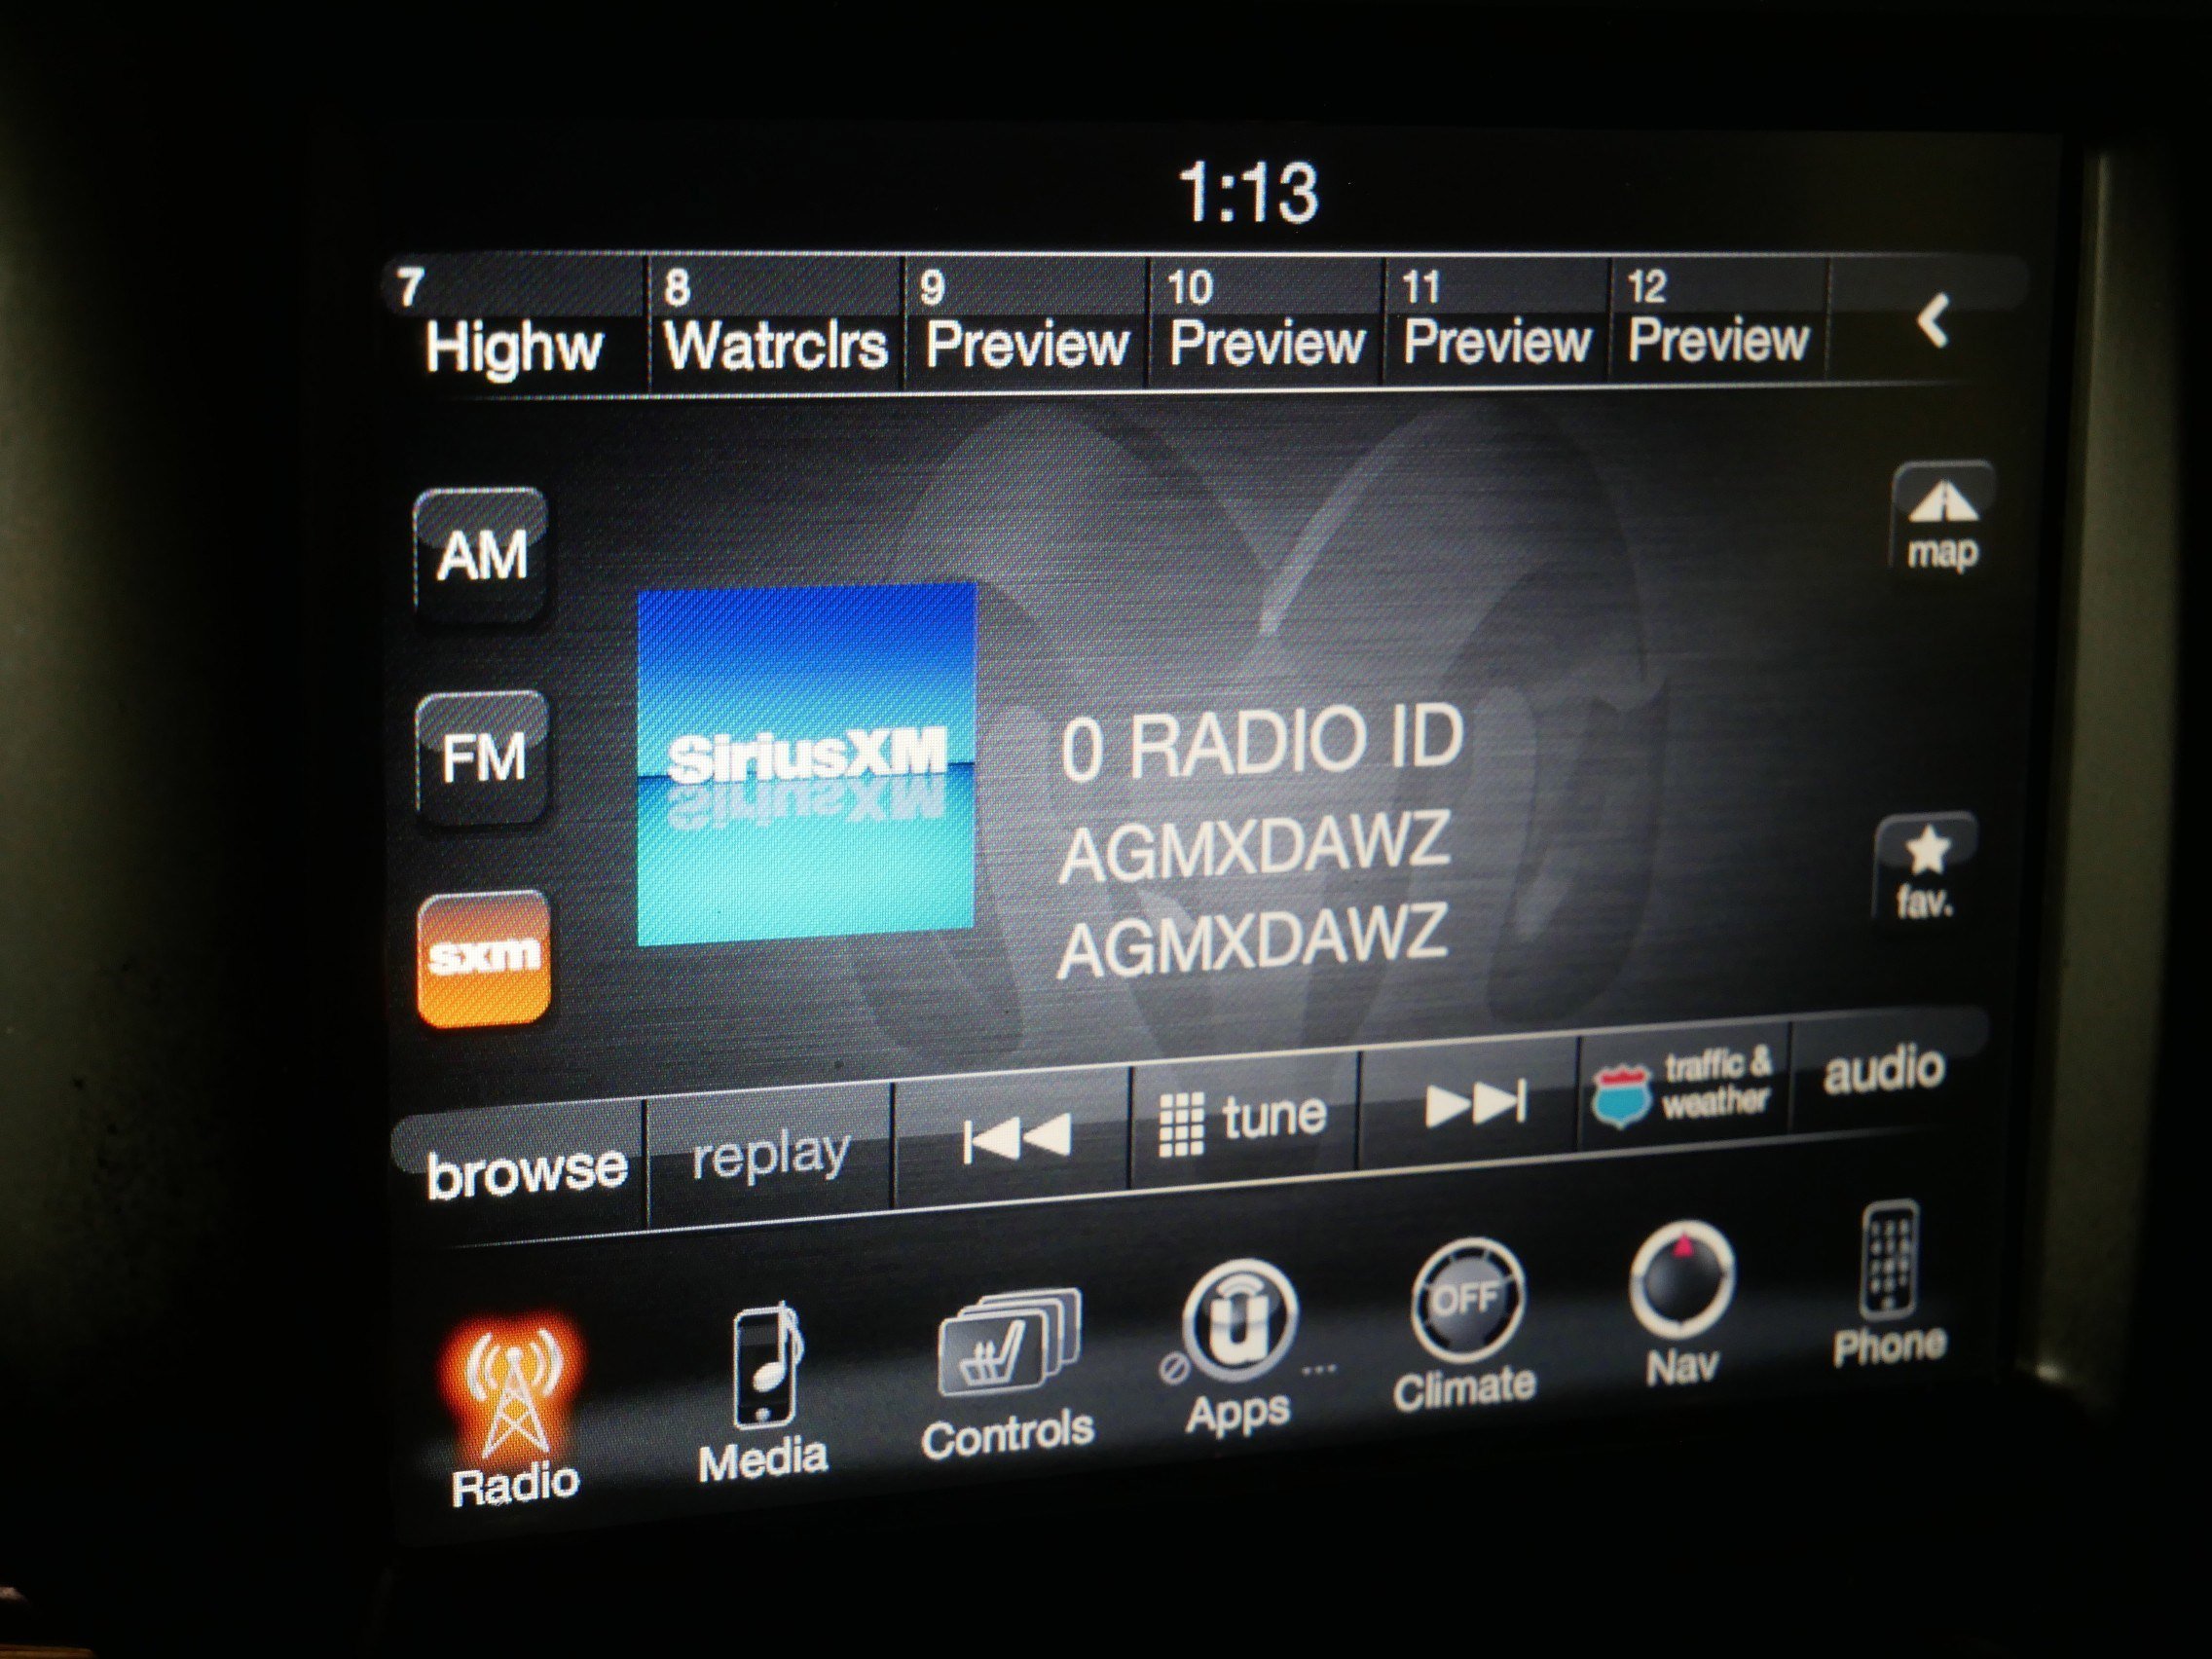 1:13
7 8 9 10 11 12
Highw Watrclrs Preview Preview Preview Preview
AM
map
FM
SiriusXM
0 RADIO ID
AGMXDAWZ
AGMXDAWZ
fav.
sxm
browse replay tune traffic & weather audio
OFF
Radio Media Controls Apps ... Climate Nav Phone